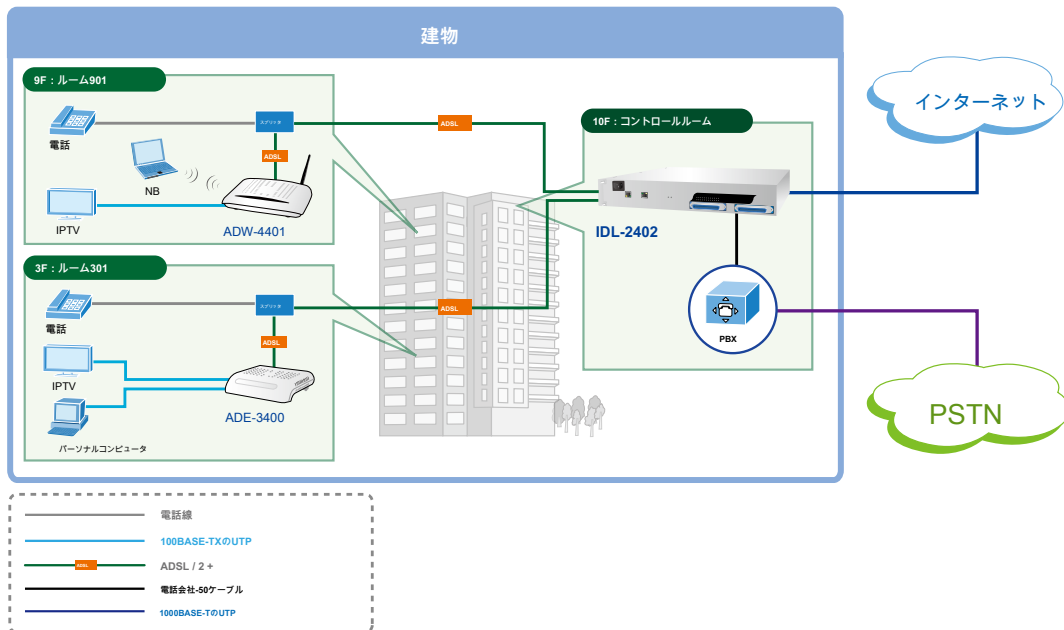 建物
9F：ルーム901
電話
スプリッタ
ADSL
ADSL
NB
IPTV
ADW-4401
10F：コントロールルーム
IDL-2402
PBX
インターネット
PSTN
3F：ルーム301
電話
スプリッタ
ADSL
ADSL
IPTV
ADE-3400
パーソナルコンピュータ
電話線
100BASE-TXのUTP
ADSL
ADSL / 2 +
電話会社-50ケーブル
1000BASE-TのUTP